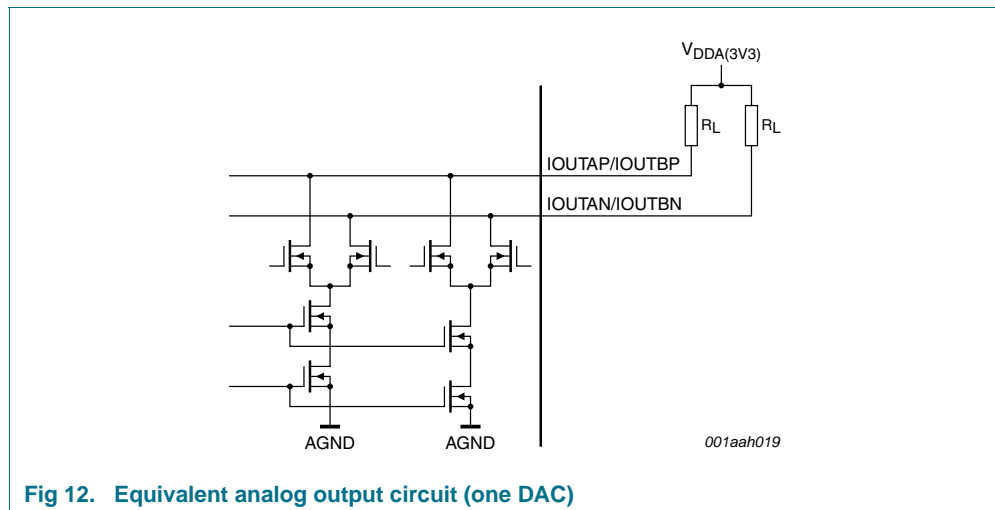 VDDA(3V3)
RL RL
IOUTAP/IOUTBP
IOUTAN/IOUTBN
AGND AGND
001aah019
Fig 12. Equivalent analog output circuit (one DAC)